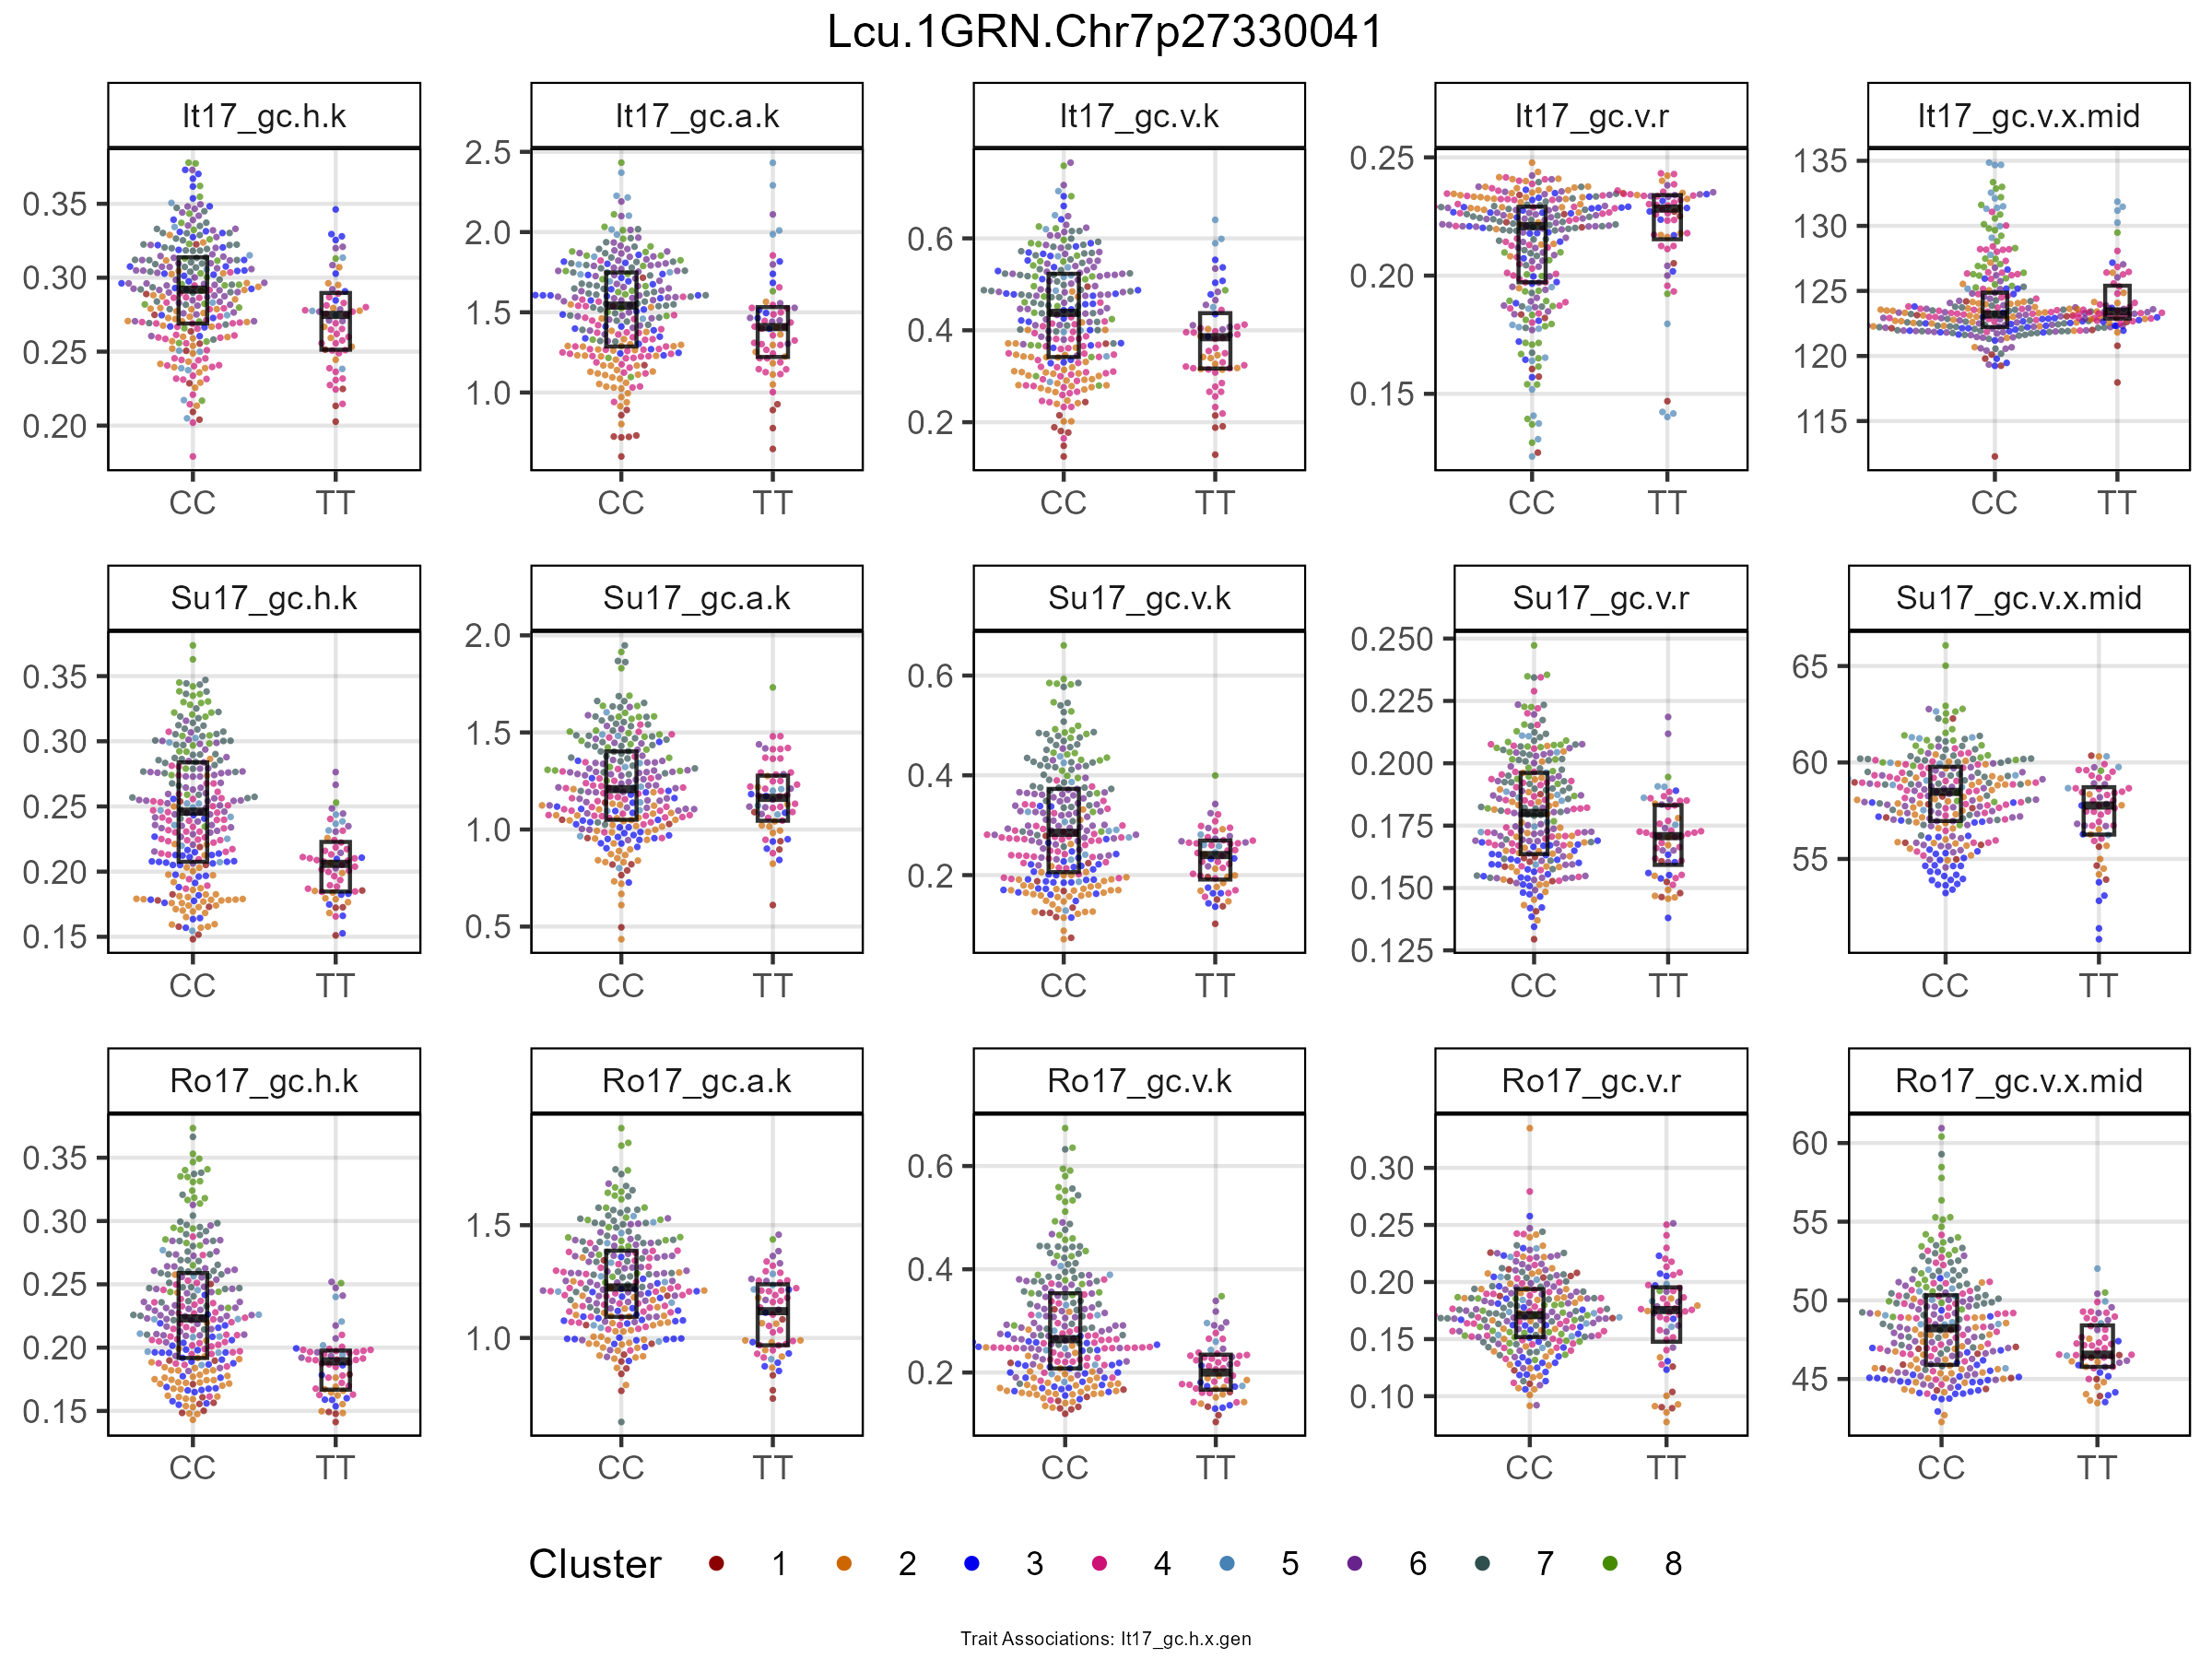 Lcu.1GRN.Chr7p27330041
It17_gc.h.k It17_gc.a.k It17_gc.v.k It17_gc.v.r It17_gc.v.x.mid
0.35 0.30 0.25 0.20 CC TT
2.5 2.0 1.5 1.0 CC TT
0.6 0.4 0.2 CC TT
0.25 0.20 0.15 CC TT
135 130 125 120 115 CC TT
Su17_gc.h.k Su17_gc.a.k Su17_gc.v.k Su17_gc.v.r Su17_gc.v.x.mid
0.35 0.30 0.25 0.20 0.15 CC TT
2.0 1.5 1.0 0.5 CC TT
0.6 0.4 0.2 CC TT
0.250 0.225 0.200 0.175 0.150 0.125 CC TT
65 60 55 CC TT
Ro17_gc.h.k Ro17_gc.a.k Ro17_gc.v.k Ro17_gc.v.r Ro17_gc.v.x.mid
0.35 0.30 0.25 0.20 0.15 CC TT
1.5 1.0 CC TT
0.6 0.4 0.2 CC TT
0.30 0.25 0.20 0.15 0.10 CC TT
60 55 50 45 CC TT
Cluster 1 2 3 4 5 6 7 8
Trait Associations: It17_gc.h.x.gen